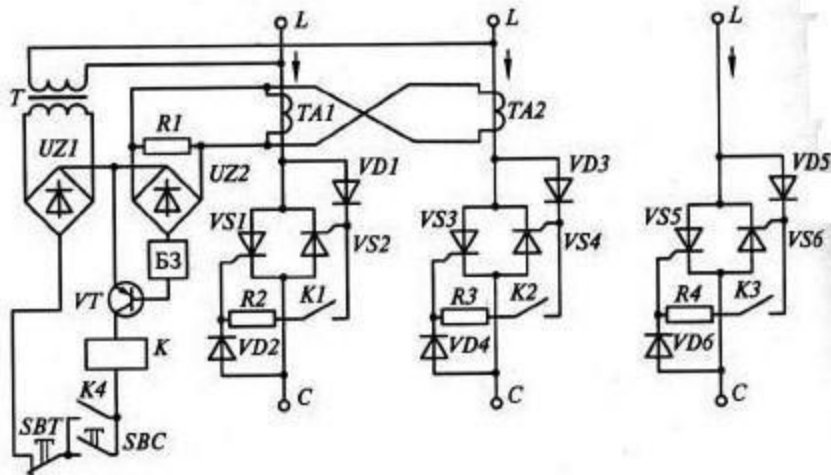 L
L
L
T
R1
TA1
TA2
UZ1
UZ2
VD1
VD3
VD5
VS1
VS2
VS3
VS4
VS5
VS6
БЗ
R2
K1
R3
K2
R4
K3
VT
VD2
VD4
VD6
K
K4
C
C
C
SBT
SBC